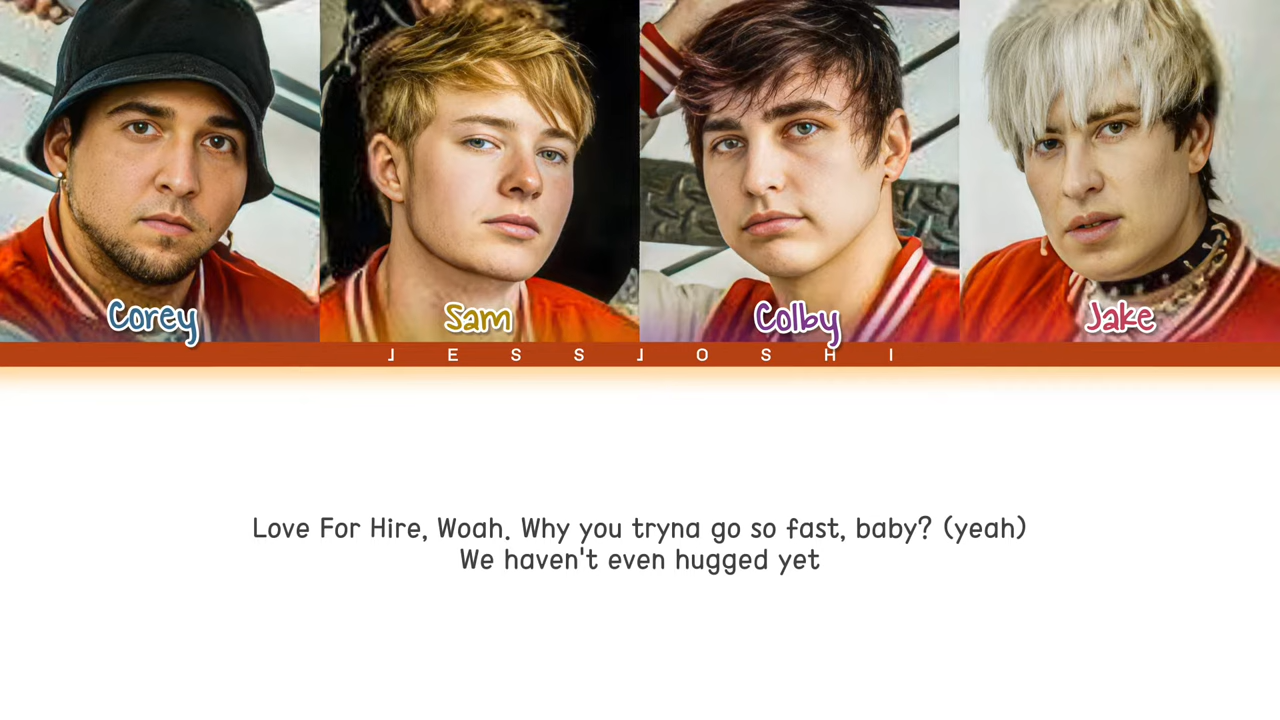 Corey Sam Colby Jake
JESSJOSHI
Love For Hire, Woah. Why you tryna go so fast, baby? (yeah)
We haven't even hugged yet